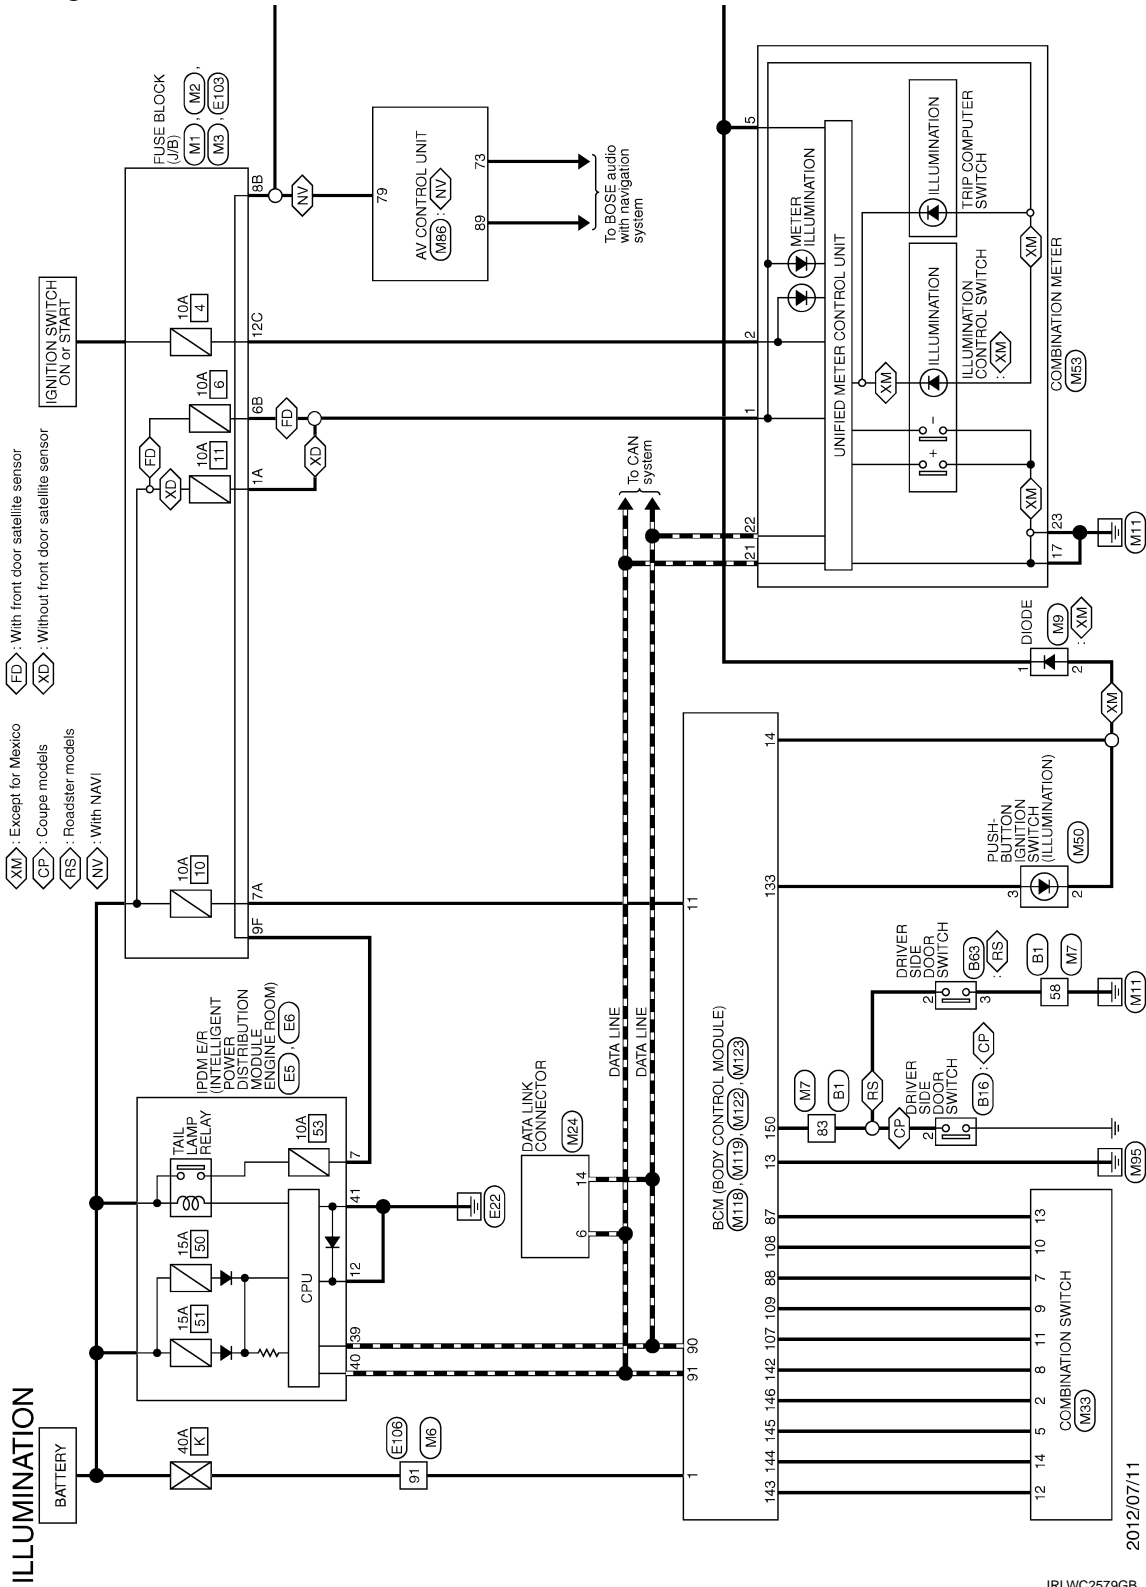 ILLUMINATION
BATTERY
IGNITION SWITCH
ON or START
XM : Except for Mexico
CP : Coupe models
RS : Roadster models
NV : With NAVI
FD : With front door satellite sensor
XD : Without front door satellite sensor
40A
K
15A
51
15A
50
TAIL
LAMP
RELAY
10A
53
CPU
40
39
12
41
7
IPDM E/R
(INTELLIGENT
POWER
DISTRIBUTION
MODULE
ENGINE ROOM)
E5 , E6
E22
91
E106
M6
10A
10
XD
FD
10A
11
10A
6
10A
4
FUSE BLOCK
(J/B)
M1 , M2 ,
M3 , E103
9F
7A
1A
6B
12C
8B
XD
FD
NV
79
AV CONTROL UNIT
M86 : NV
89
73
To BOSE audio
with navigation
system
DATA LINK
CONNECTOR
M24
6
14
DATA LINE
DATA LINE
To CAN
system
1
91
90
11
BCM (BODY CONTROL MODULE)
M118 , M119 , M122 , M123
143
144
145
146
142
107
109
88
108
87
13
150
133
14
12
14
5
2
8
11
9
7
10
13
COMBINATION SWITCH
M33
M95
83
M7
B1
CP
RS
2
DRIVER
SIDE
DOOR
SWITCH
B16 : CP
DRIVER
SIDE
DOOR
SWITCH
B63
: RS
2
3
58
B1
M7
M11
3
2
PUSH-
BUTTON
IGNITION
SWITCH
(ILLUMINATION)
M50
XM
1
2
DIODE
M9
: XM
21
22
1
2
5
UNIFIED METER CONTROL UNIT
METER
ILLUMINATION
+
-
XM
ILLUMINATION
ILLUMINATION
CONTROL SWITCH
: XM
ILLUMINATION
TRIP COMPUTER
SWITCH
XM
XM
17
23
M11
COMBINATION METER
M53
2012/07/11
JRLWC2579GB